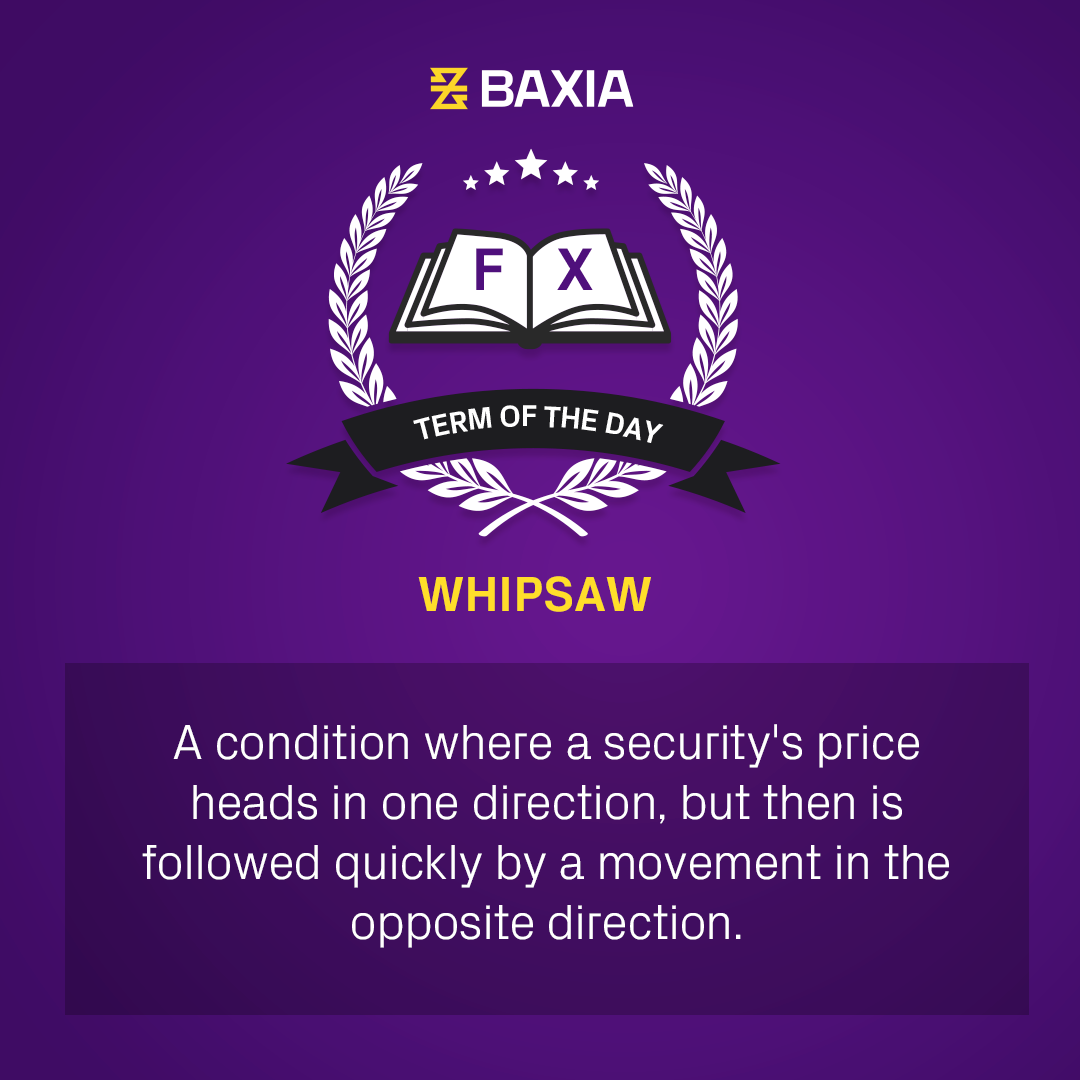 BAXIA
F X
TERM OF THE DAY
WHIPSAW
A condition where a security's price
heads in one direction, but then is
followed quickly by a movement in the
opposite direction.